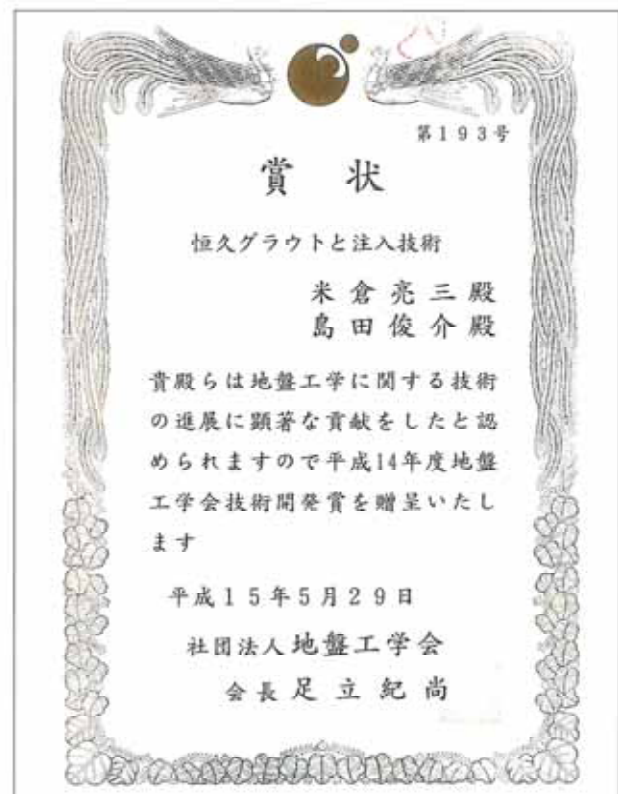 第193号
賞状
恒久グラウトと注入技術
米倉亮三殿
島田俊介殿
貴殿らは地盤工学に関する技術
の進展に顕著な貢献をしたと認
められますので平成14年度地盤
工学会技術開発賞を贈呈いたし
ます
平成15年5月29日
社団法人地盤工学会
会長足立紀尚